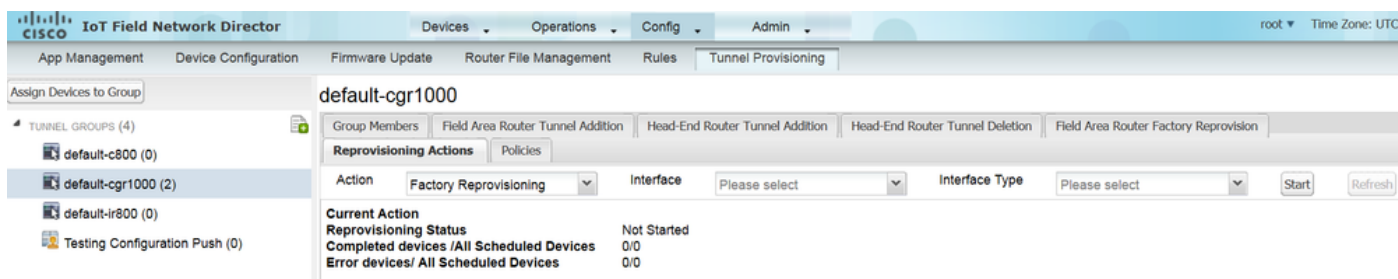 CISCO IoT Field Network Director Devices Operations Config Admin root Time Zone: UTC
App Management Device Configuration Firmware Update Router File Management Rules Tunnel Provisioning
Assign Devices to Group
default-cgr1000
TUNNEL GROUPS (4)
default-c800 (0)
default-cgr1000 (2)
default-ir800 (0)
Testing Configuration Push (0)
Group Members Field Area Router Tunnel Addition Head-End Router Tunnel Addition Head-End Router Tunnel Deletion Field Area Router Factory Reprovision
Reprovisioning Actions Policies
Action Factory Reprovisioning Interface Please select Interface Type Please select Start Refresh
Current Action
Reprovisioning Status Not Started
Completed devices /All Scheduled Devices 0/0
Error devices/ All Scheduled Devices 0/0